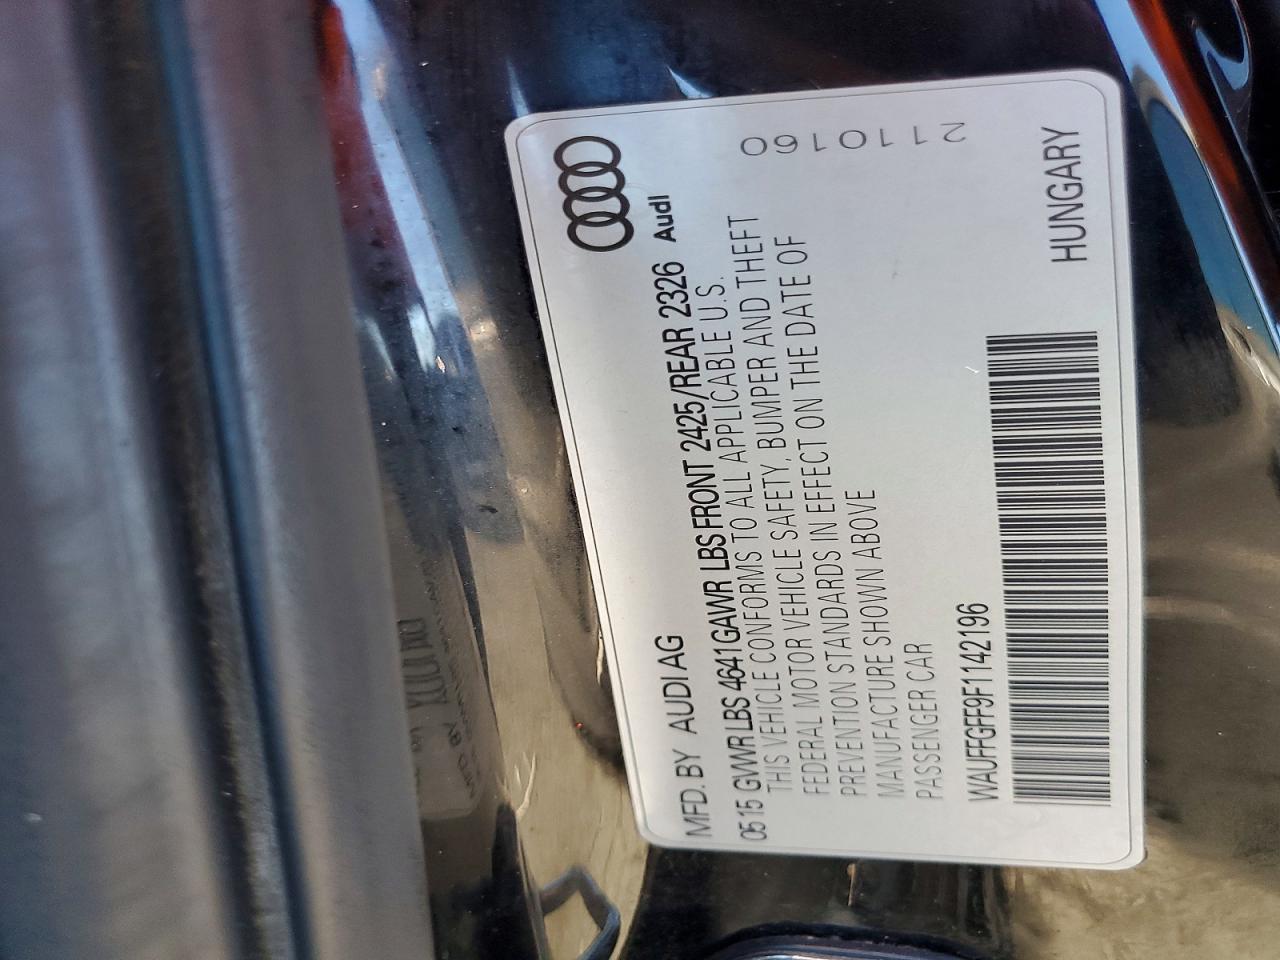 MFD. BY AUDI AG
Audi
05 15 GVWR LBS 4641 GAWR LBS FRONT 2425/REAR 2326
THIS VEHICLE CONFORMS TO ALL APPLICABLE U.S.
FEDERAL MOTOR VEHICLE SAFETY, BUMPER AND THEFT
PREVENTION STANDARDS IN EFFECT ON THE DATE OF
MANUFACTURE SHOWN ABOVE
PASSENGER CAR
WAUFFGFF9F1142196
HUNGARY
2110160